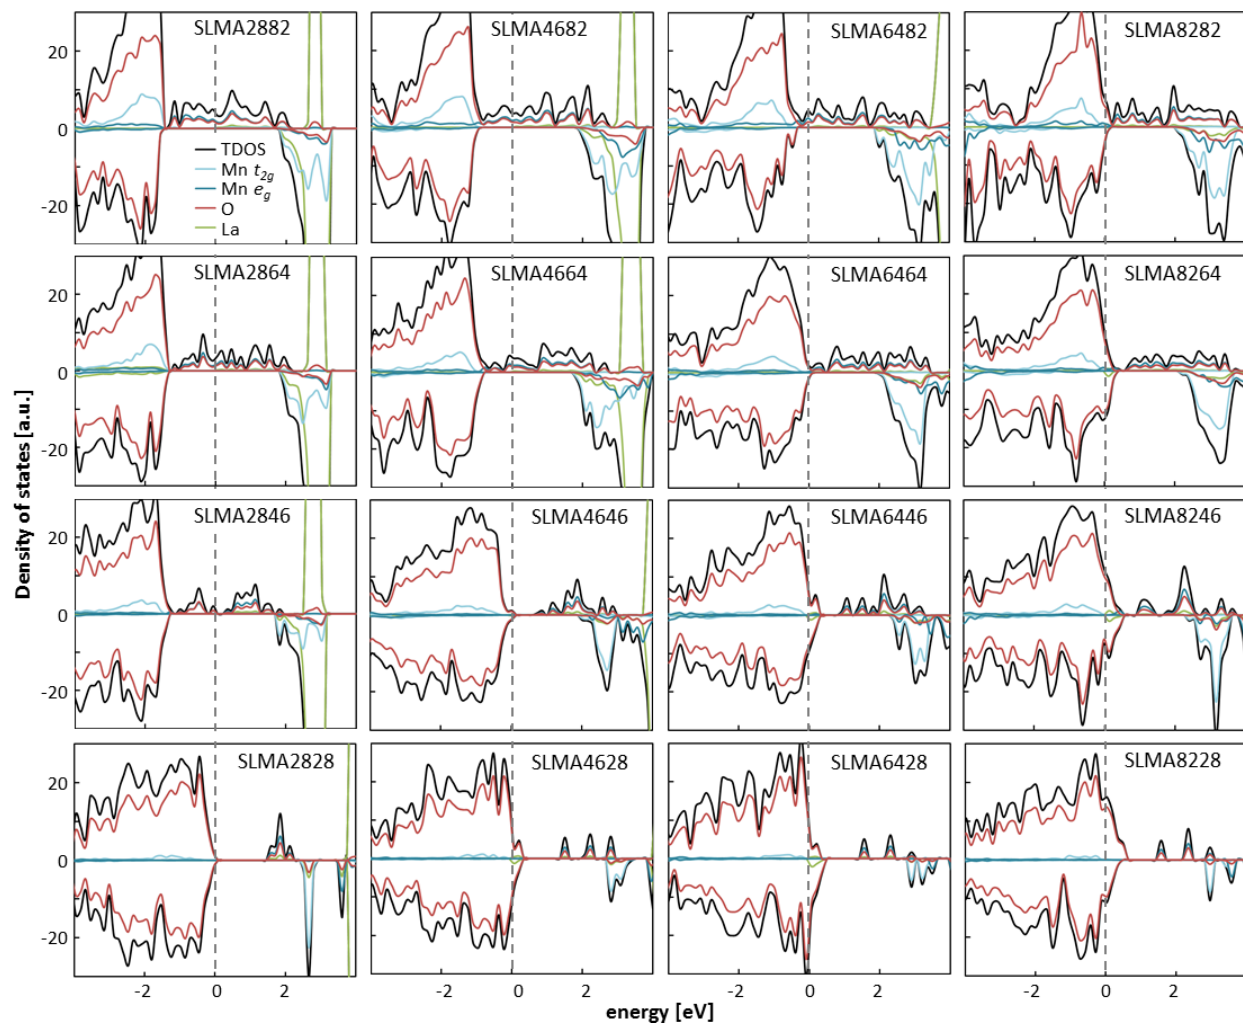 SLMA2882 SLMA4682 SLMA6482 SLMA8282
20
0
-20
TDOS
Mn t2g
Mn eg
O
La
SLMA2864 SLMA4664 SLMA6464 SLMA8264
20
0
-20
SLMA2846 SLMA4646 SLMA6446 SLMA8246
20
0
-20
SLMA2828 SLMA4628 SLMA6428 SLMA8228
20
0
-20
-2 0 2 -2 0 2 -2 0 2 -2 0 2
Density of states [a.u.]
energy [eV]